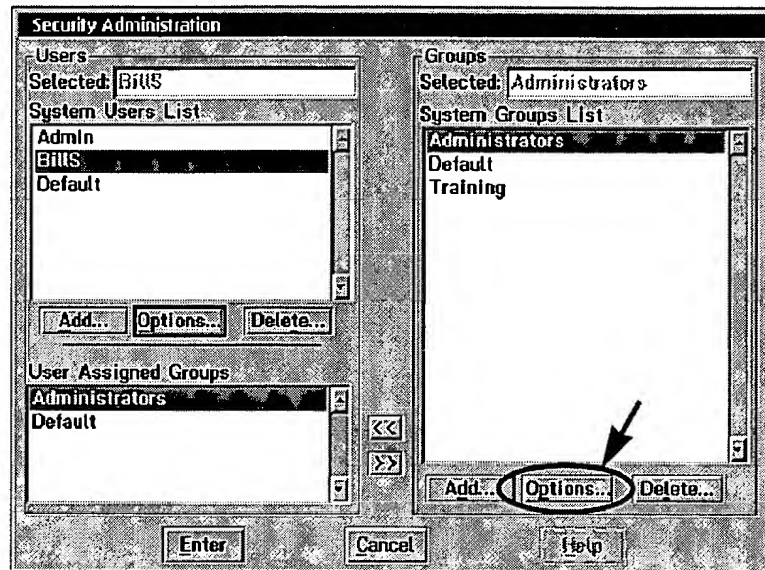 Security Administration
Users
Selected: BillS
System Users List
Admin
BillS
Default
Add... Options... Delete...
User Assigned Groups
Administrators
Default
<<
>>
Groups
Selected: Administrators
System Groups List
Administrators
Default
Training
Add... Options... Delete...
Enter Cancel Help